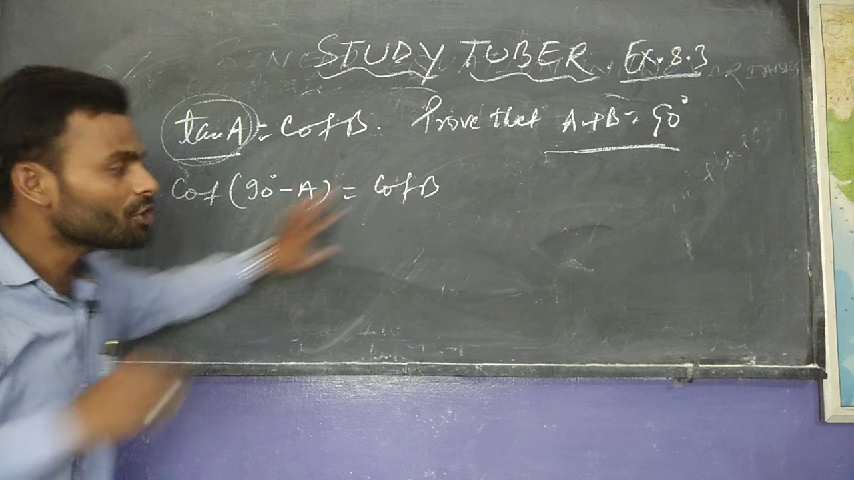 STUDY TUBER Ex. 8.3
tan A = Cot B. Prove that A+B = 90°
Cot (90° - A) = Cot B